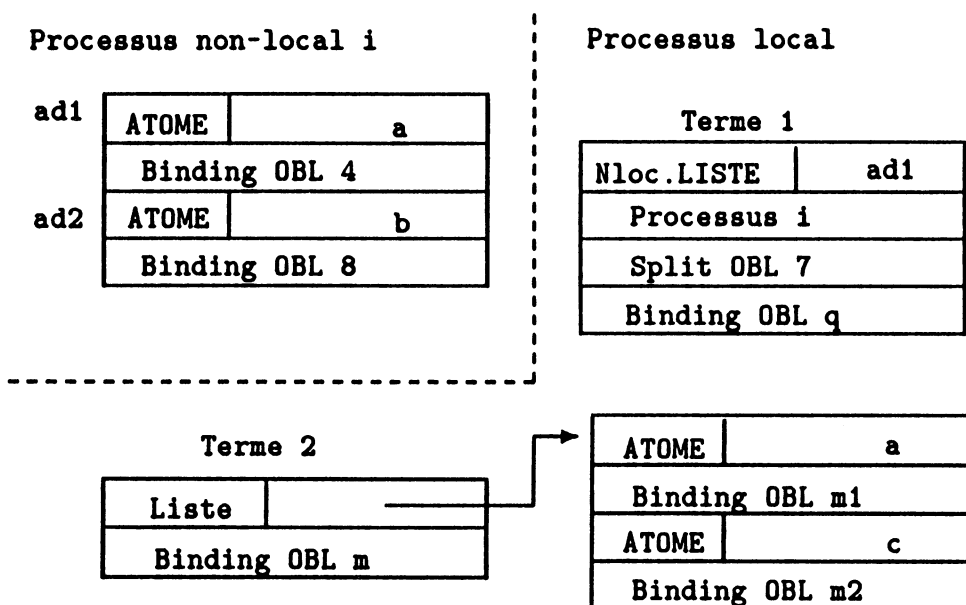 Processus non-local i
ad1 ATOME a
Binding OBL 4
ad2 ATOME b
Binding OBL 8
Processus local
Terme 1
Nloc.LISTE ad1
Processus i
Split OBL 7
Binding OBL q
Terme 2
Liste
Binding OBL m
ATOME a
Binding OBL m1
ATOME c
Binding OBL m2